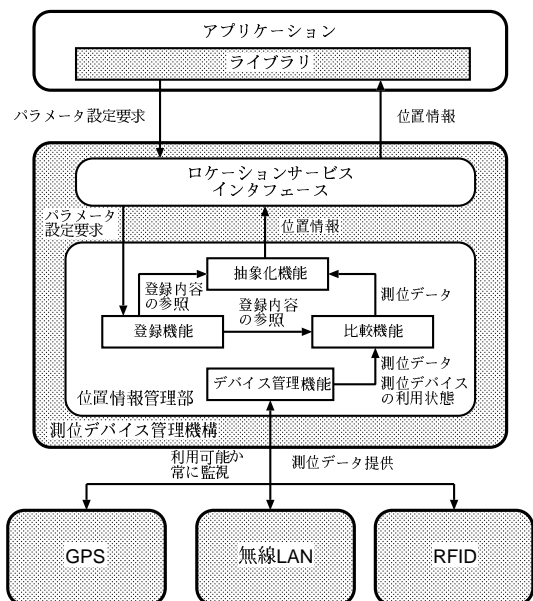 アプリケーション
ライブラリ
パラメータ設定要求
位置情報
ロケーションサービス
インタフェース
パラメータ
設定要求
位置情報
抽象化機能
登録内容
の参照
登録内容
の参照
測位データ
登録機能
比較機能
測位データ
測位デバイス
の利用状態
デバイス管理機能
位置情報管理部
測位デバイス管理機構
利用可能か
常に監視
測位データ提供
GPS
無線LAN
RFID